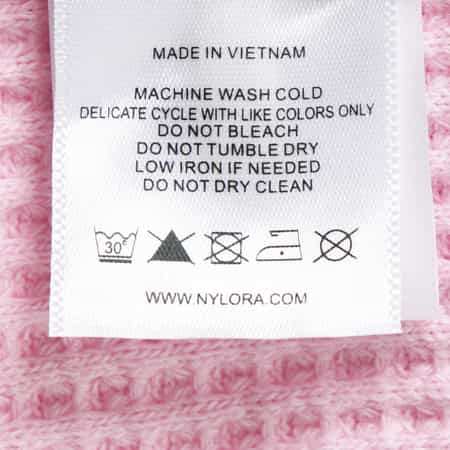 MADE IN VIETNAM
MACHINE WASH COLD
DELICATE CYCLE WITH LIKE COLORS ONLY
DO NOT BLEACH
DO NOT TUMBLE DRY
LOW IRON IF NEEDED
DO NOT DRY CLEAN
30°
WWW.NYLORA.COM